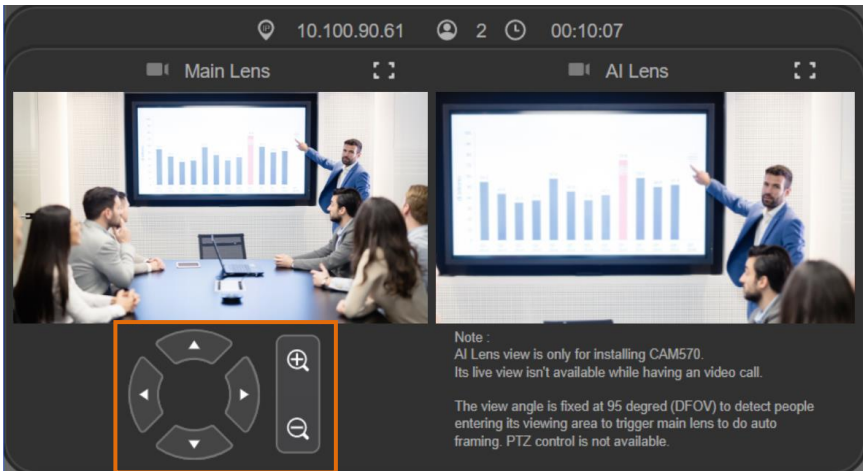 IP 10.100.90.61 2 00:10:07
Main Lens
AI Lens
Note :
AI Lens view is only for installing CAM570.
Its live view isn't available while having an video call.
The view angle is fixed at 95 degred (DFOV) to detect people
entering its viewing area to trigger main lens to do auto
framing. PTZ control is not available.